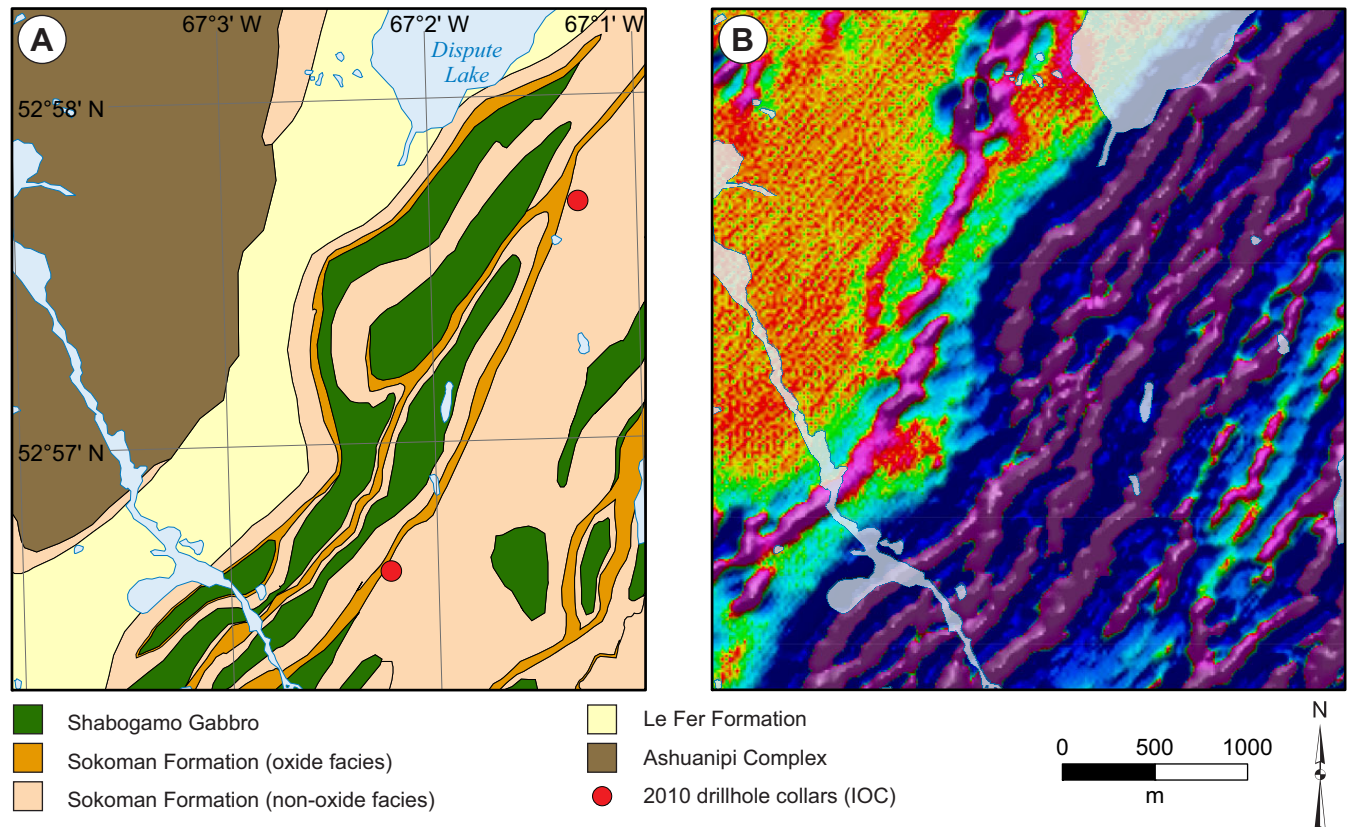 A
67°3' W
67°2' W
67°1' W
Dispute
Lake
52°58' N
52°57' N
B
Shabogamo Gabbro
Sokoman Formation (oxide facies)
Sokoman Formation (non-oxide facies)
Le Fer Formation
Ashuanipi Complex
2010 drillhole collars (IOC)
0 500 1000
m
N